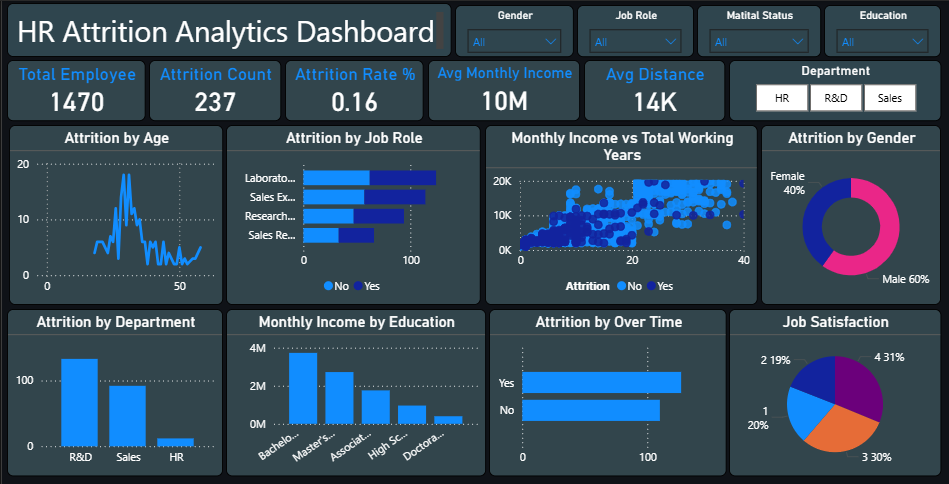 HR Attrition Analytics Dashboard
Gender
All
Job Role
All
Matital Status
All
Education
All
Total Employee
1470
Attrition Count
237
Attrition Rate %
0.16
Avg Monthly Income
10M
Avg Distance
14K
Department
HR
R&D
Sales
Attrition by Age
20
10
0
0
50
Attrition by Job Role
Laborato...
Sales Ex...
Research...
Sales Re...
0
100
No
Yes
Monthly Income vs Total Working
Years
20K
10K
0K
0
20
40
Attrition
No
Yes
Attrition by Gender
Female
40%
Male 60%
Attrition by Department
100
0
R&D
Sales
HR
Monthly Income by Education
4M
2M
0M
Bachelo...
Master's...
Associat...
High Sc...
Doctora...
Attrition by Over Time
Yes
No
0
100
Job Satisfaction
2 19%
4 31%
1
20%
3 30%